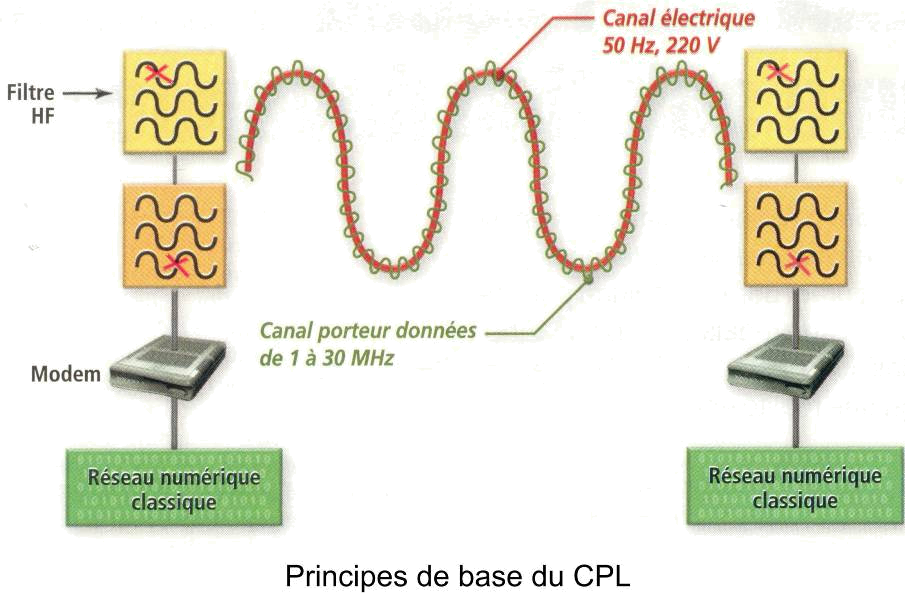 Canal électrique
50 Hz, 220 V
Filtre
HF
Canal porteur données
de 1 à 30 MHz
Modem
Réseau numérique
classique
Réseau numérique
classique
Principes de base du CPL